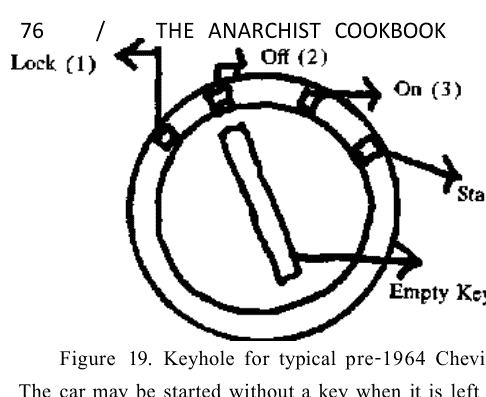 76 / THE ANARCHIST COOKBOOK
Lock (1)
Off (2)
On (3)
Sta
Empty Key
Figure 19. Keyhole for typical pre-1964 Chevi
The car may be started without a key when it is left